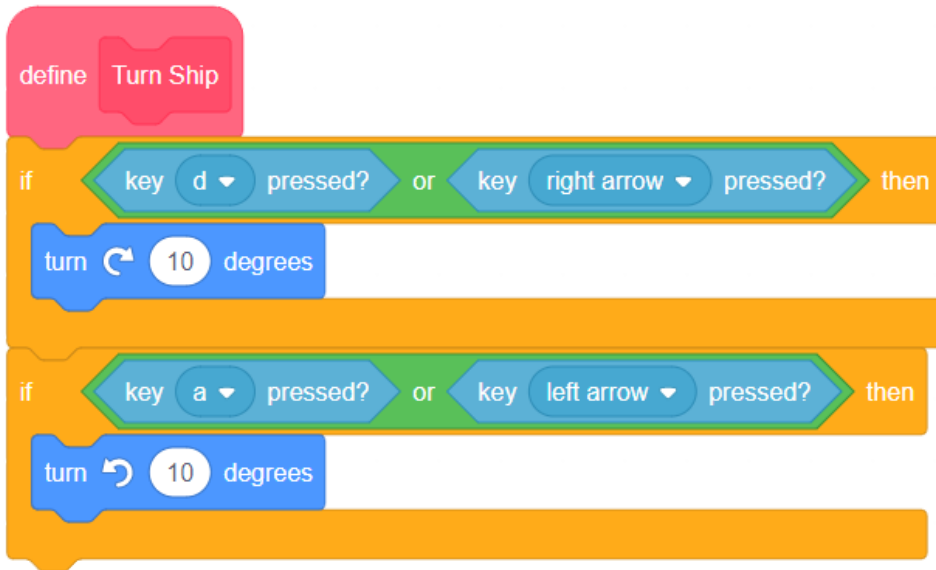 define Turn Ship
if key d pressed? or key right arrow pressed? then
turn 10 degrees
if key a pressed? or key left arrow pressed? then
turn 10 degrees